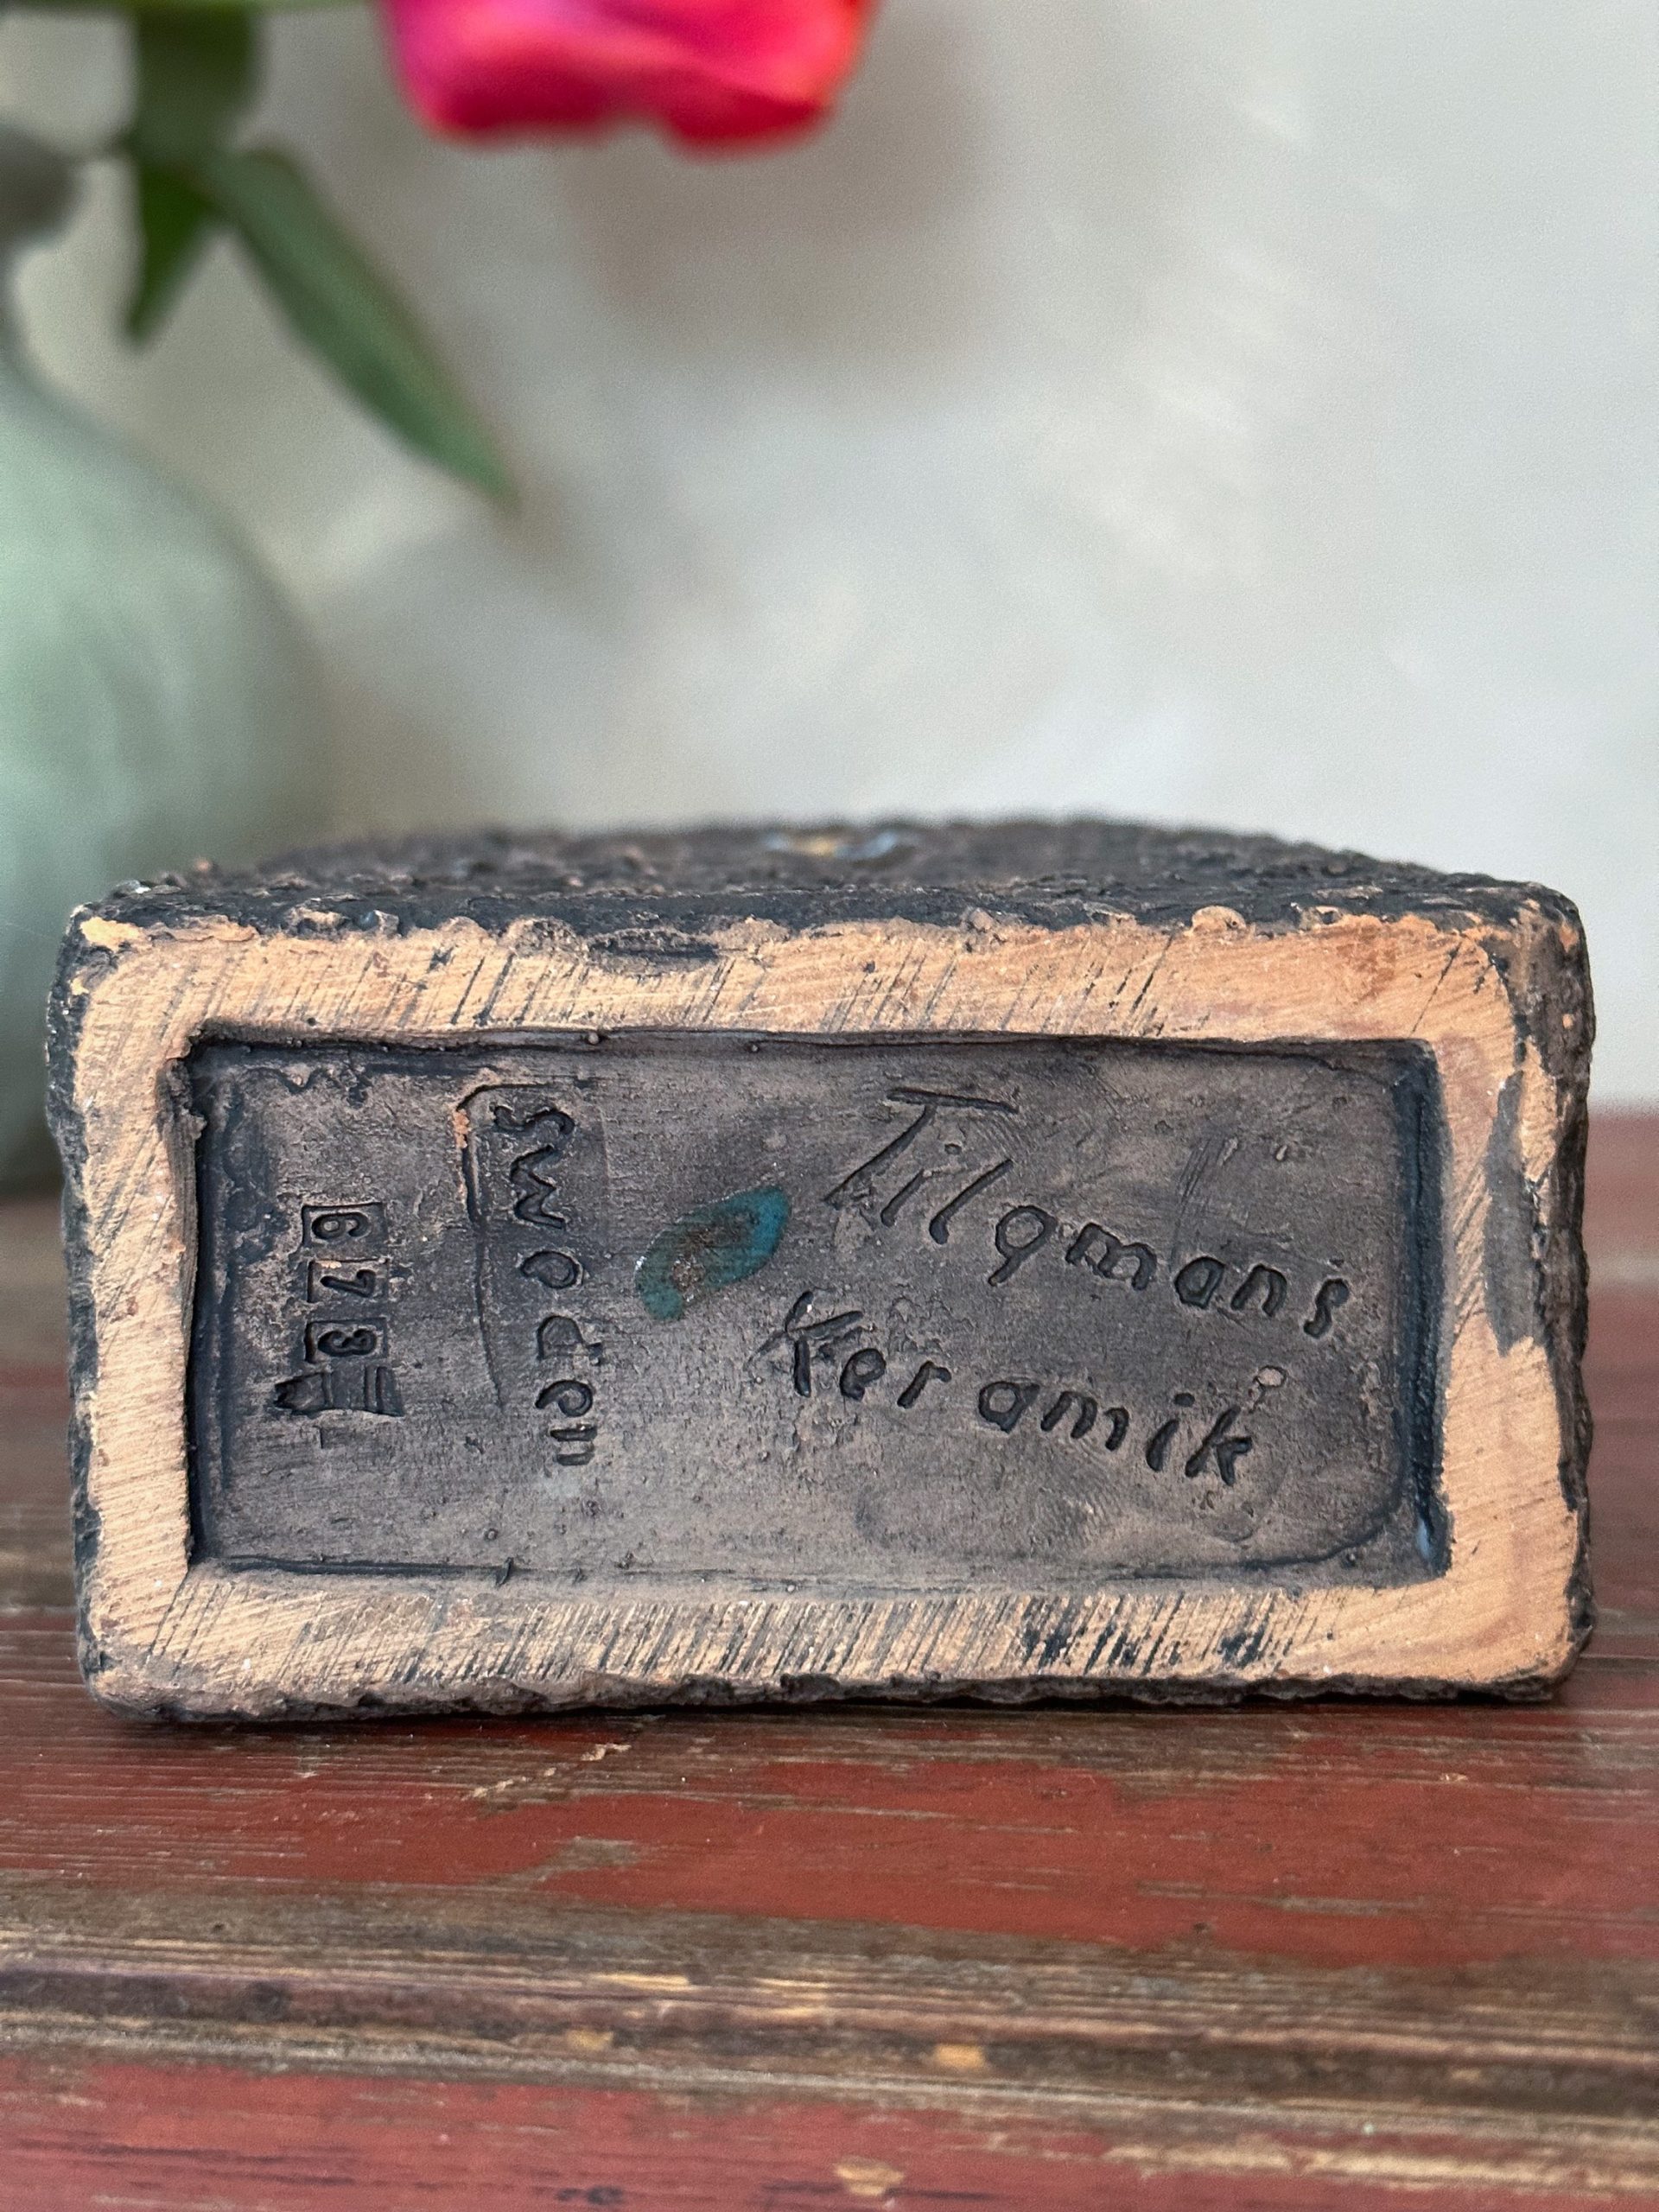 Tilgmans
Keramik
Sweden
673